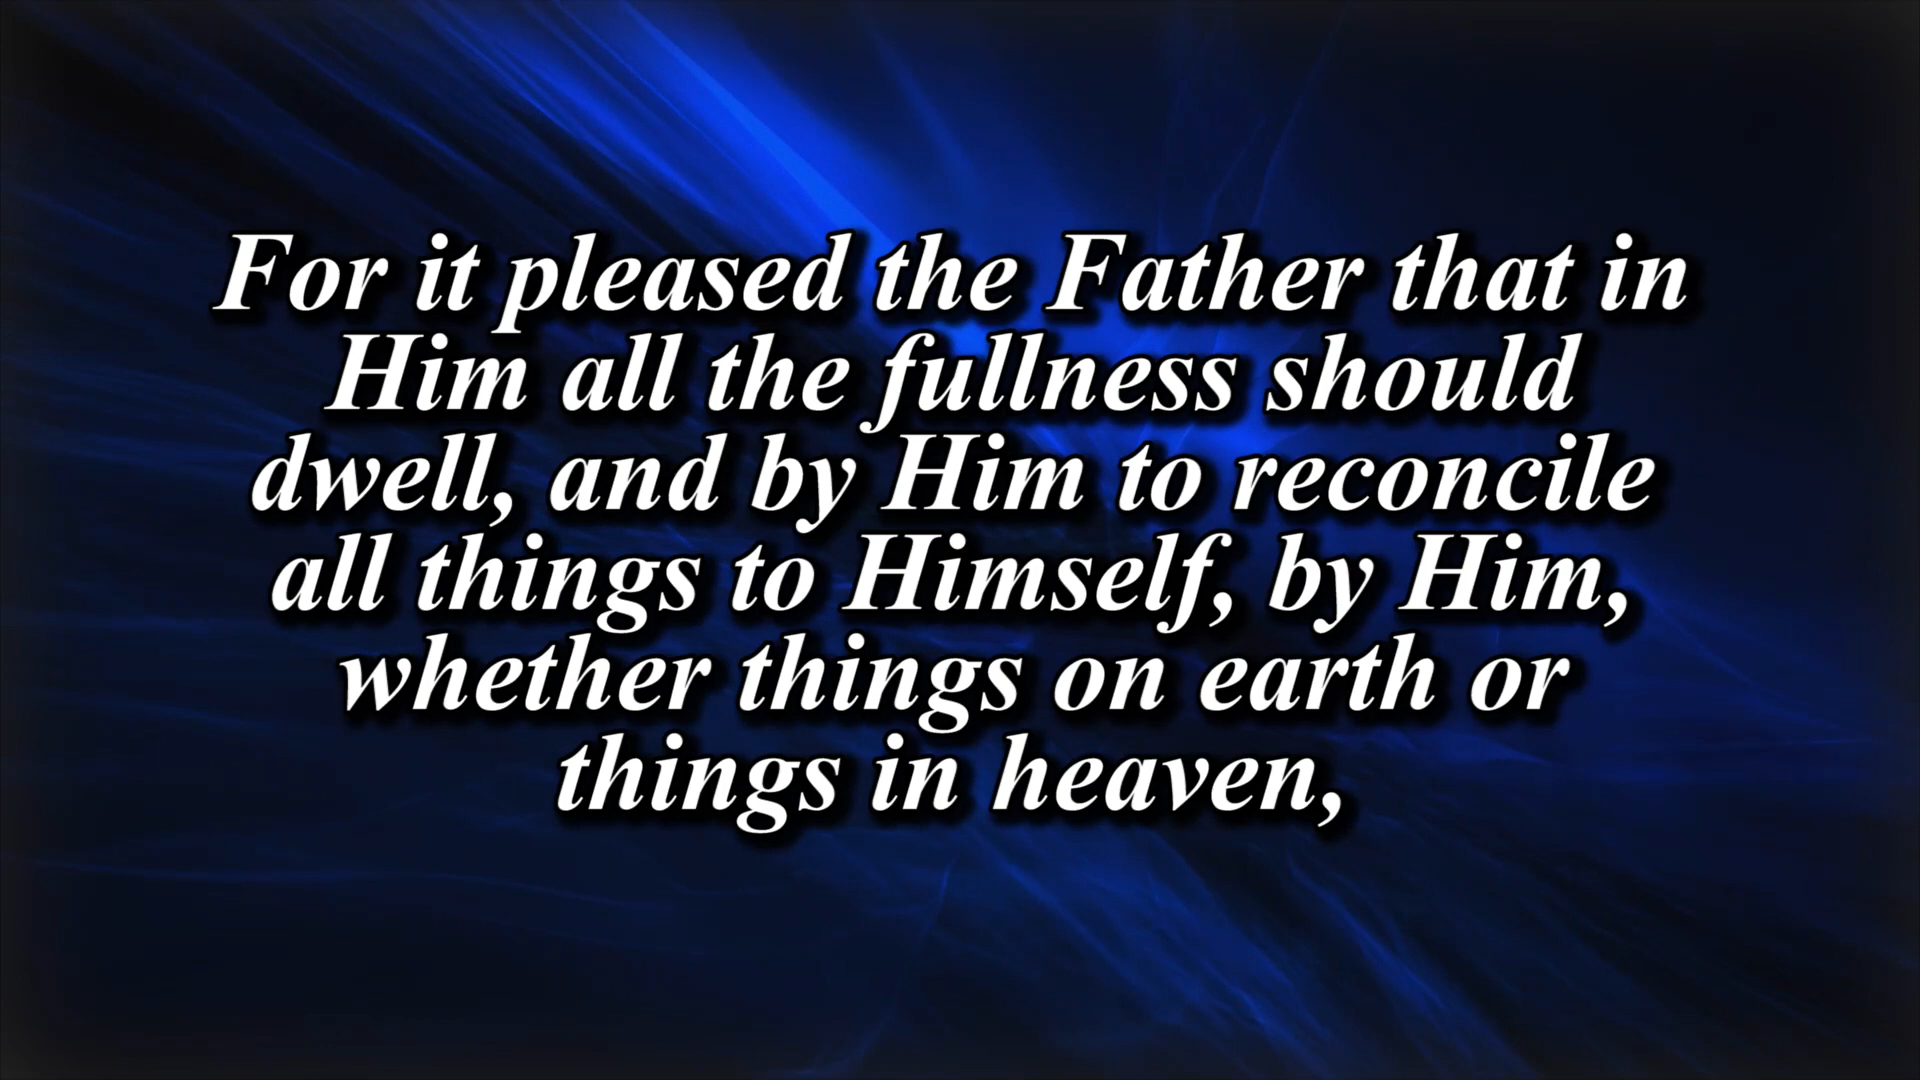 For it pleased the Father that in
Him all the fullness should
dwell, and by Him to reconcile
all things to Himself, by Him,
whether things on earth or
things in heaven,